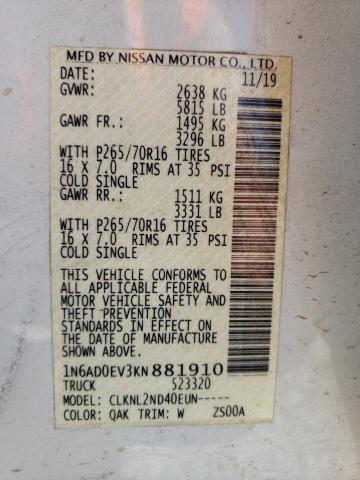 MFD BY NISSAN MOTOR CO., LTD.
DATE: 11/19
GVWR: 2638 KG
5815 LB
GAWR FR.: 1495 KG
3296 LB
WITH P265/70R16 TIRES
16 X 7.0 RIMS AT 35 PSI
COLD SINGLE
GAWR RR.: 1511 KG
3331 LB
WITH P265/70R16 TIRES
16 X 7.0 RIMS AT 35 PSI
COLD SINGLE
THIS VEHICLE CONFORMS TO
ALL APPLICABLE FEDERAL
MOTOR VEHICLE SAFETY AND
THEFT PREVENTION
STANDARDS IN EFFECT ON
THE DATE OF MANUFACTURE
SHOWN ABOVE.
1N6AD0EV3KN881910
TRUCK 523320
MODEL: CLKNL2ND40EUN-----
COLOR: QAK TRIM: W ZS00A